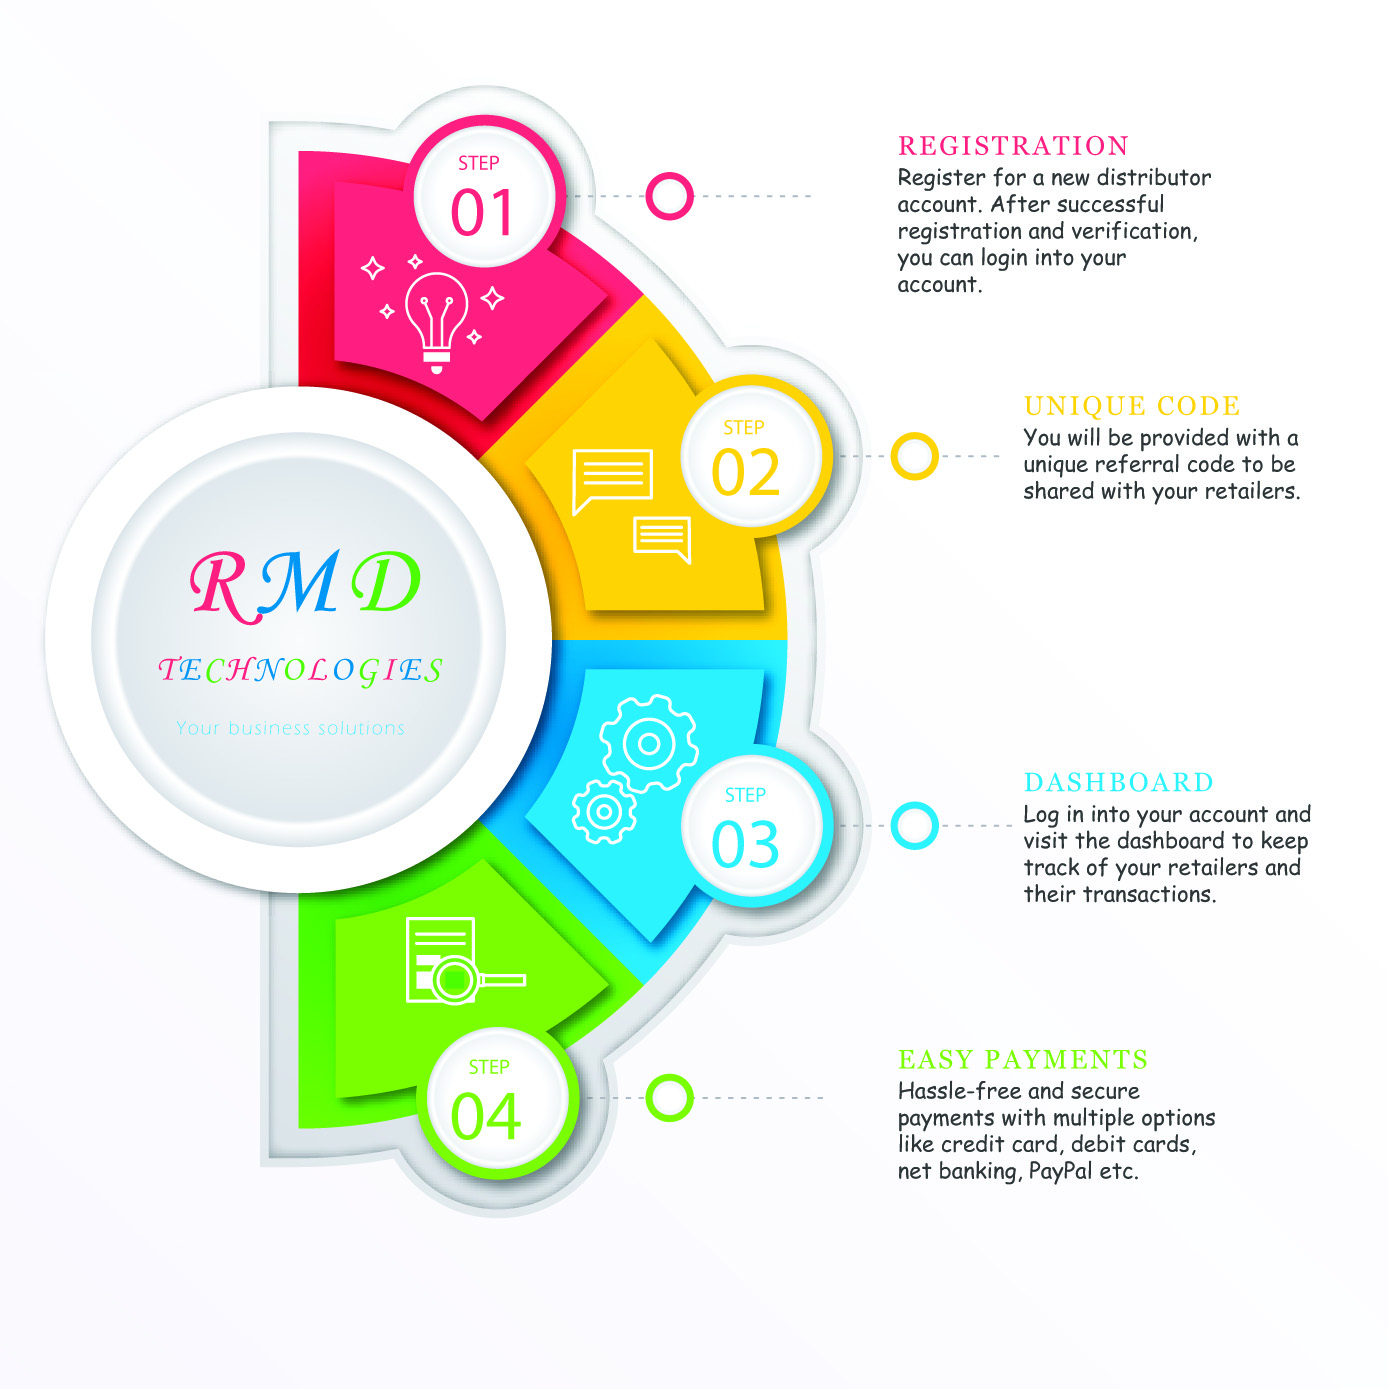 STEP
01
REGISTRATION
Register for a new distributor
account. After successful
registration and verification,
you can login into your
account.
STEP
02
UNIQUE CODE
You will be provided with a
unique referral code to be
shared with your retailers.
RMD
TECHNOLOGIES
Your business solutions
STEP
03
DASHBOARD
Log in into your account and
visit the dashboard to keep
track of your retailers and
their transactions.
STEP
04
EASY PAYMENTS
Hassle-free and secure
payments with multiple options
like credit card, debit cards,
net banking, PayPal etc.